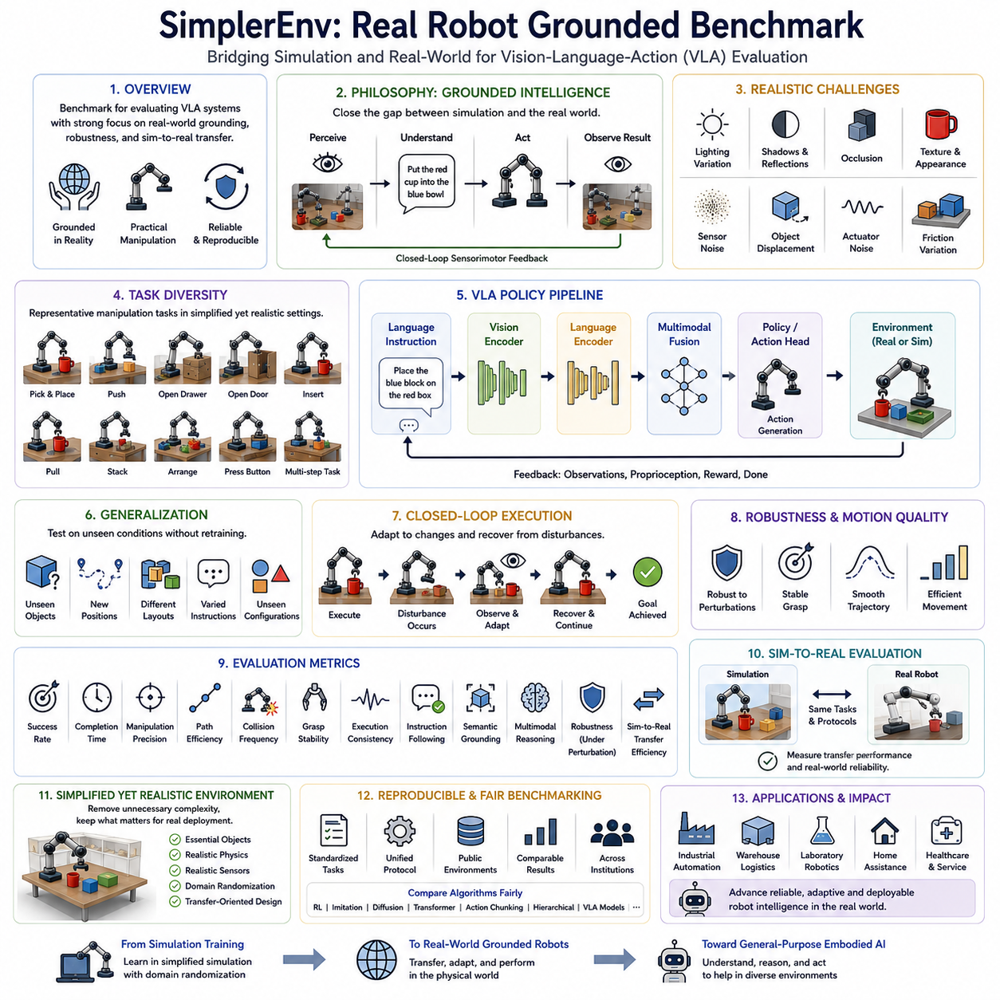 SimplerEnv: Real Robot Grounded Benchmark
Bridging Simulation and Real-World for Vision-Language-Action (VLA) Evaluation
1. OVERVIEW
Benchmark for evaluating VLA systems
with strong focus on real-world grounding,
robustness, and sim-to-real transfer.
Grounded
in Reality
Practical
Manipulation
Reliable
& Reproducible
2. PHILOSOPHY: GROUNDED INTELLIGENCE
Close the gap between simulation and the real world.
Perceive
Understand
Act
Observe Result
Put the red
cup into the
blue bowl
Closed-Loop Sensorimotor Feedback
3. REALISTIC CHALLENGES
Lighting
Variation
Shadows &
Reflections
Occlusion
Texture &
Appearance
Sensor
Noise
Object
Displacement
Actuator
Noise
Friction
Variation
4. TASK DIVERSITY
Representative manipulation tasks in simplified yet realistic settings.
Pick & Place
Push
Open Drawer
Open Door
Insert
Pull
Stack
Arrange
Press Button
Multi-step Task
5. VLA POLICY PIPELINE
Language
Instruction
Place the
blue block on
the red box
Vision
Encoder
Language
Encoder
Multimodal
Fusion
Policy /
Action Head
Action
Generation
Environment
(Real or Sim)
Feedback: Observations, Proprioception, Reward, Done
6. GENERALIZATION
Test on unseen conditions without retraining.
?
Unseen
Objects
New
Positions
Different
Layouts
Varied
Instructions
Unseen
Configurations
7. CLOSED-LOOP EXECUTION
Adapt to changes and recover from disturbances.
Execute
Disturbance
Occurs
Observe &
Adapt
Recover &
Continue
Goal
Achieved
8. ROBUSTNESS & MOTION QUALITY
Robust to
Perturbations
Stable
Grasp
Smooth
Trajectory
Efficient
Movement
9. EVALUATION METRICS
Success
Rate
Completion
Time
Manipulation
Precision
Path
Efficiency
Collision
Frequency
Grasp
Stability
Execution
Consistency
Instruction
Following
Semantic
Grounding
Multimodal
Reasoning
Robustness
(Under
Perturbation)
Sim-to-Real
Transfer
Efficiency
10. SIM-TO-REAL EVALUATION
Simulation
Real Robot
Same Tasks
& Protocols
Measure transfer peerformance
and real-world reliability.
11. SIMPLIFIED YET REALISTIC ENVIRONMENT
Remove unnecessary complexity,
keep what matters for real deployment.
Essential Objects
Realistic Physics
Realistic Sensors
Domain Randomization
Transfer-Oriented Design
12. REPRODUCIBLE & FAIR BENCHMARKING
Standardized
Tasks
Unified
Protocol
Public
Environments
Comparable
Results
Across
Institutions
Compare Algorithms Fairly
RL | Imitation | Diffusion | Transformer | Action Chunking | Hierarchical | VLA Models | ...
13. APPLICATIONS & IMPACT
Industrial
Automation
Warehouse
Logistics
Laboratory
Robotics
Home
Assistance
Healthcare
& Service
Advance reliable, adaptive and deployable
robot intelligence in the real world.
From Simulation Training
Learn in simplified simulation
with domain randomization
To Real-World Grounded Robots
Transfer, adapt, and perform
in the physical world
Toward General-Purpose Embodied AI
Understand, reason, and act
to help in diverse environments